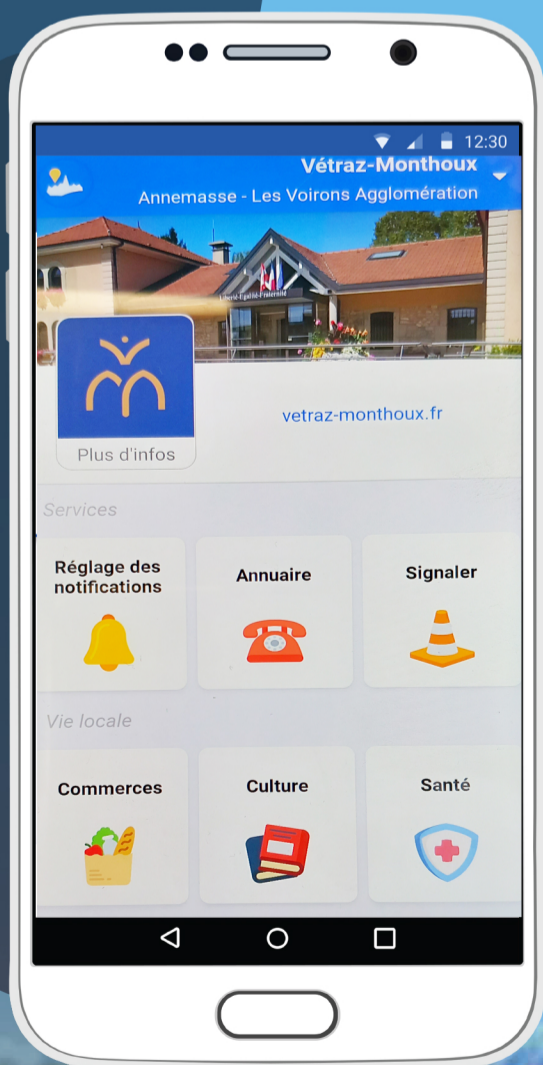 12:30
Vétraz-Monthoux
Annemasse - Les Voirons Agglomération
Liberté-Egalité-Fraternité
vetraz-monthoux.fr
Plus d'infos
Services
Réglage des
notifications
Annuaire
Signaler
Vie locale
Commerces
Culture
Santé